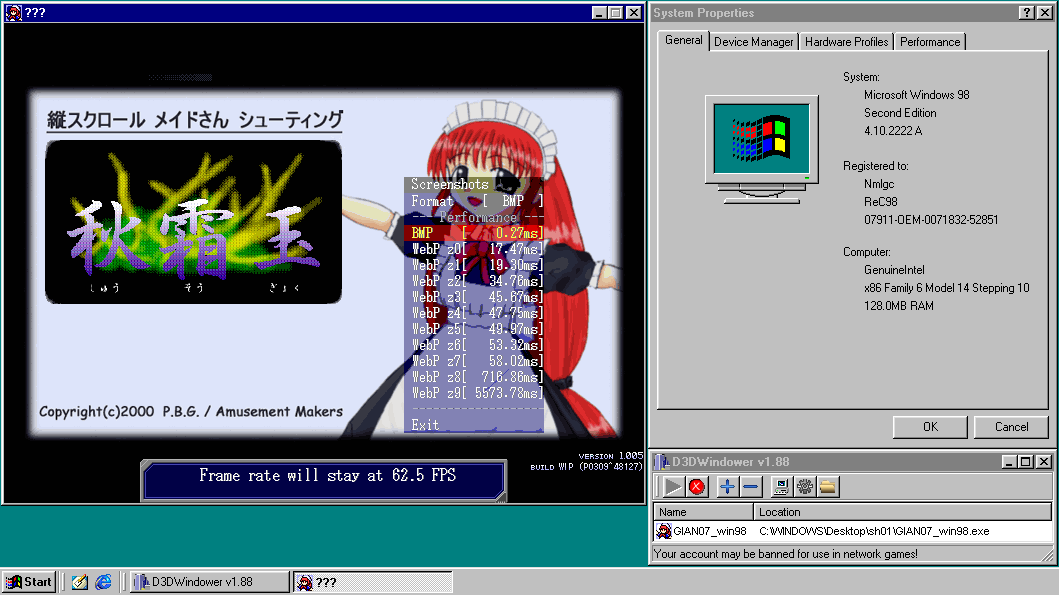 ???
縦スクロール メイドさん シューティング
秋霜玉
しゅう そう ぎょく
Copyright(c)2000 P.B.G. / Amusement Makers
Screenshots
Format [ BMP ]
--- Performance ---
BMP [ 0.27ms]
WebP z0[ 17.47ms]
WebP z1[ 19.30ms]
WebP z2[ 34.76ms]
WebP z3[ 45.67ms]
WebP z4[ 47.75ms]
WebP z5[ 49.97ms]
WebP z6[ 53.32ms]
WebP z7[ 58.02ms]
WebP z8[ 716.86ms]
WebP z9[ 5573.78ms]
Exit
VERSION 1.005
BUILD WIP (P0309^48127)
Frame rate will stay at 62.5 FPS
System Properties
General Device Manager Hardware Profiles Performance
System:
Microsoft Windows 98
Second Edition
4.10.2222 A
Registered to:
Nmlgc
ReC98
07911-OEM-0071832-52851
Computer:
GenuineIntel
x86 Family 6 Model 14 Stepping 10
128.0MB RAM
OK Cancel
D3DWindower v1.88
Name Location
GIAN07_win98 C:\WINDOWS\Desktop\sh01\GIAN07_win98.exe
Your account may be banned for use in network games!
Start D3DWindower v1.88 ???